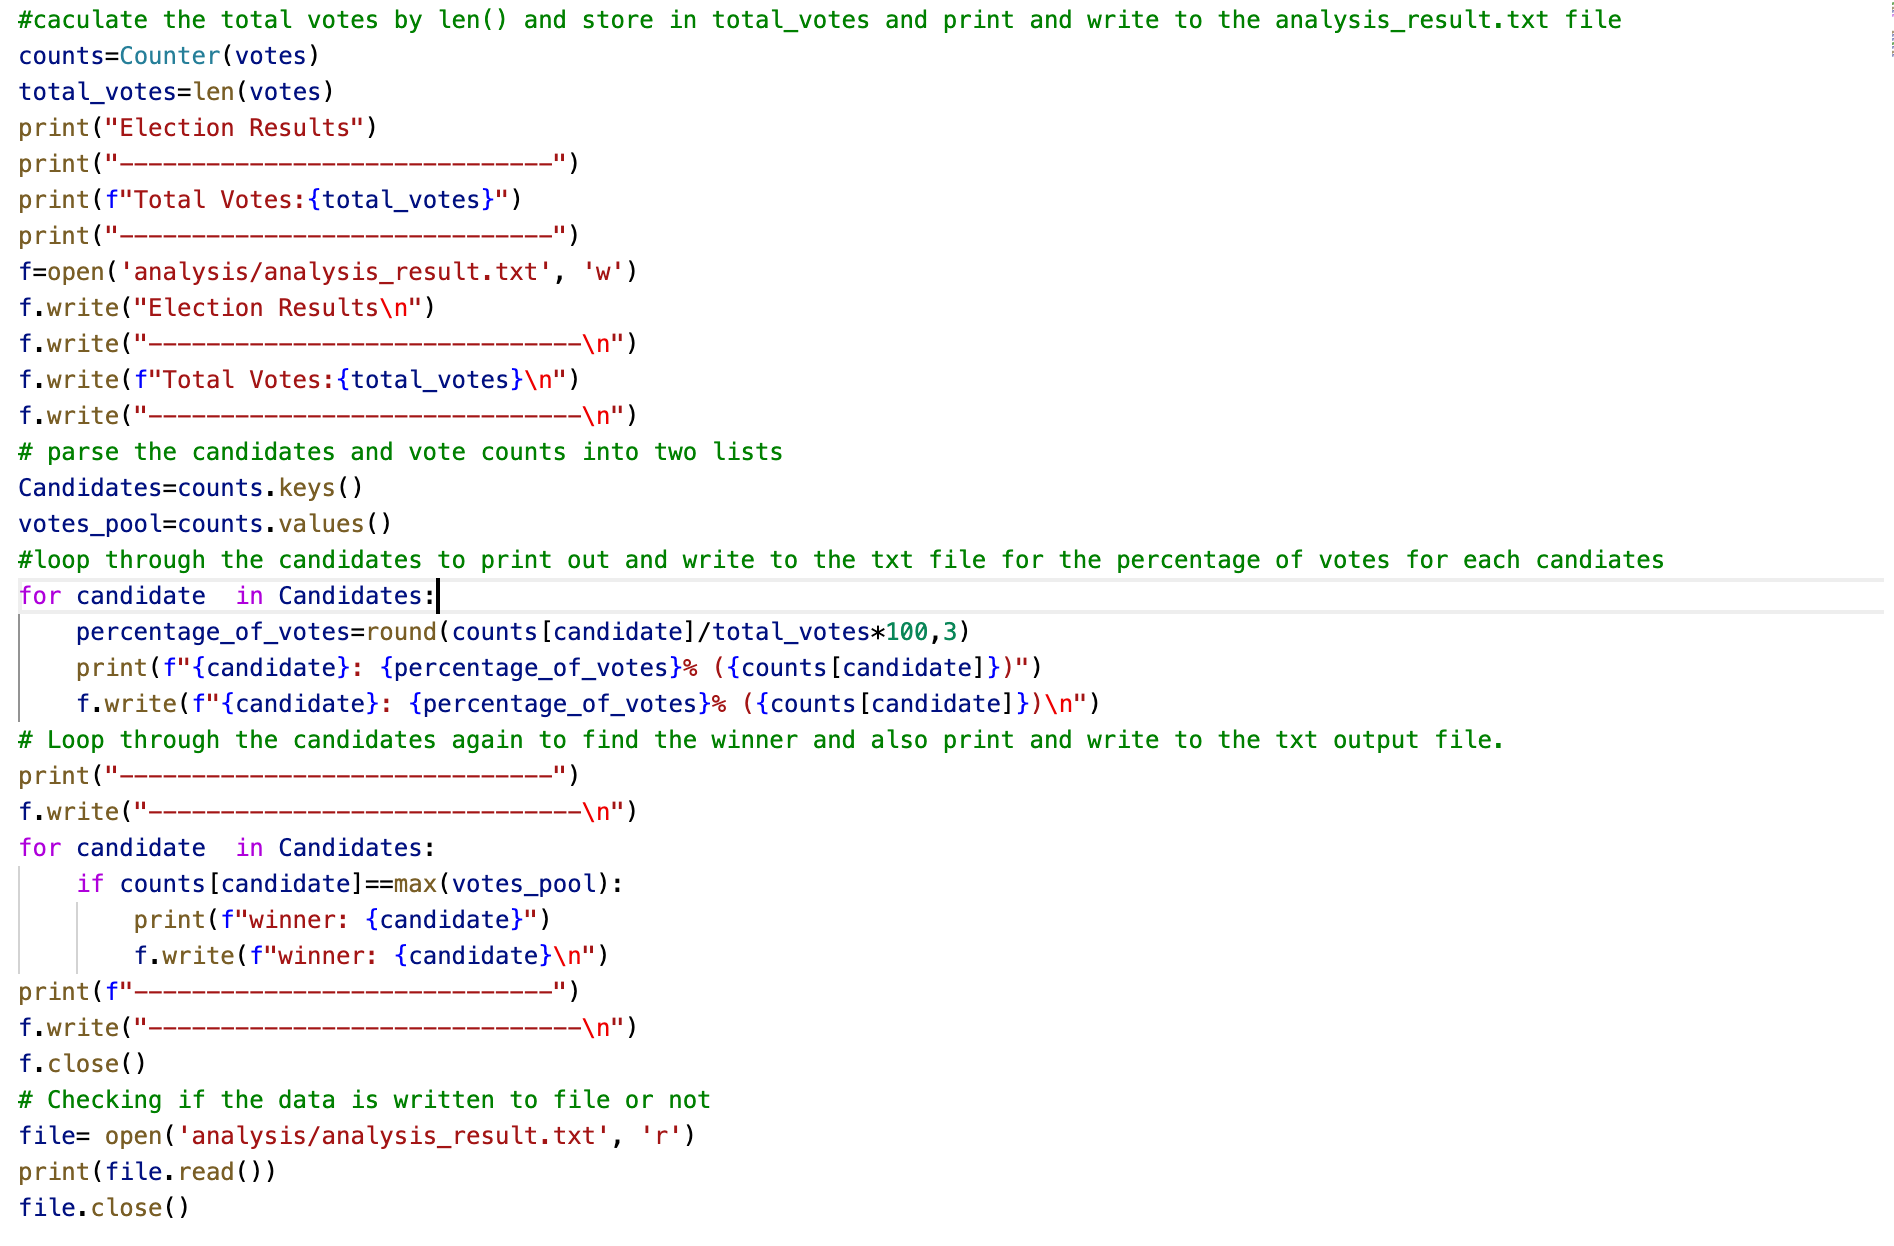 #caculate the total votes by len() and store in total_votes and print and write to the analysis_result.txt file
counts=Counter(votes)
total_votes=len(votes)
print("Election Results")
print("------------------------------")
print(f"Total Votes:{total_votes}")
print("------------------------------")
f=open('analysis/analysis_result.txt', 'w')
f.write("Election Results\n")
f.write("------------------------------\n")
f.write(f"Total Votes:{total_votes}\n")
f.write("------------------------------\n")
# parse the candidates and vote counts into two lists
Candidates=counts.keys()
votes_pool=counts.values()
#loop through the candidates to print out and write to the txt file for the percentage of votes for each candiates
for candidate  in Candidates:
    percentage_of_votes=round(counts[candidate]/total_votes*100,3)
    print(f"{candidate}: {percentage_of_votes}% ({counts[candidate]})")
    f.write(f"{candidate}: {percentage_of_votes}% ({counts[candidate]})\n")
# Loop through the candidates again to find the winner and also print and write to the txt output file.
print("------------------------------")
f.write("------------------------------\n")
for candidate  in Candidates:
    if counts[candidate]==max(votes_pool):
        print(f"winner: {candidate}")
        f.write(f"winner: {candidate}\n")
print(f"-----------------------------")
f.write("------------------------------\n")
f.close()
# Checking if the data is written to file or not
file= open('analysis/analysis_result.txt', 'r')
print(file.read())
file.close()